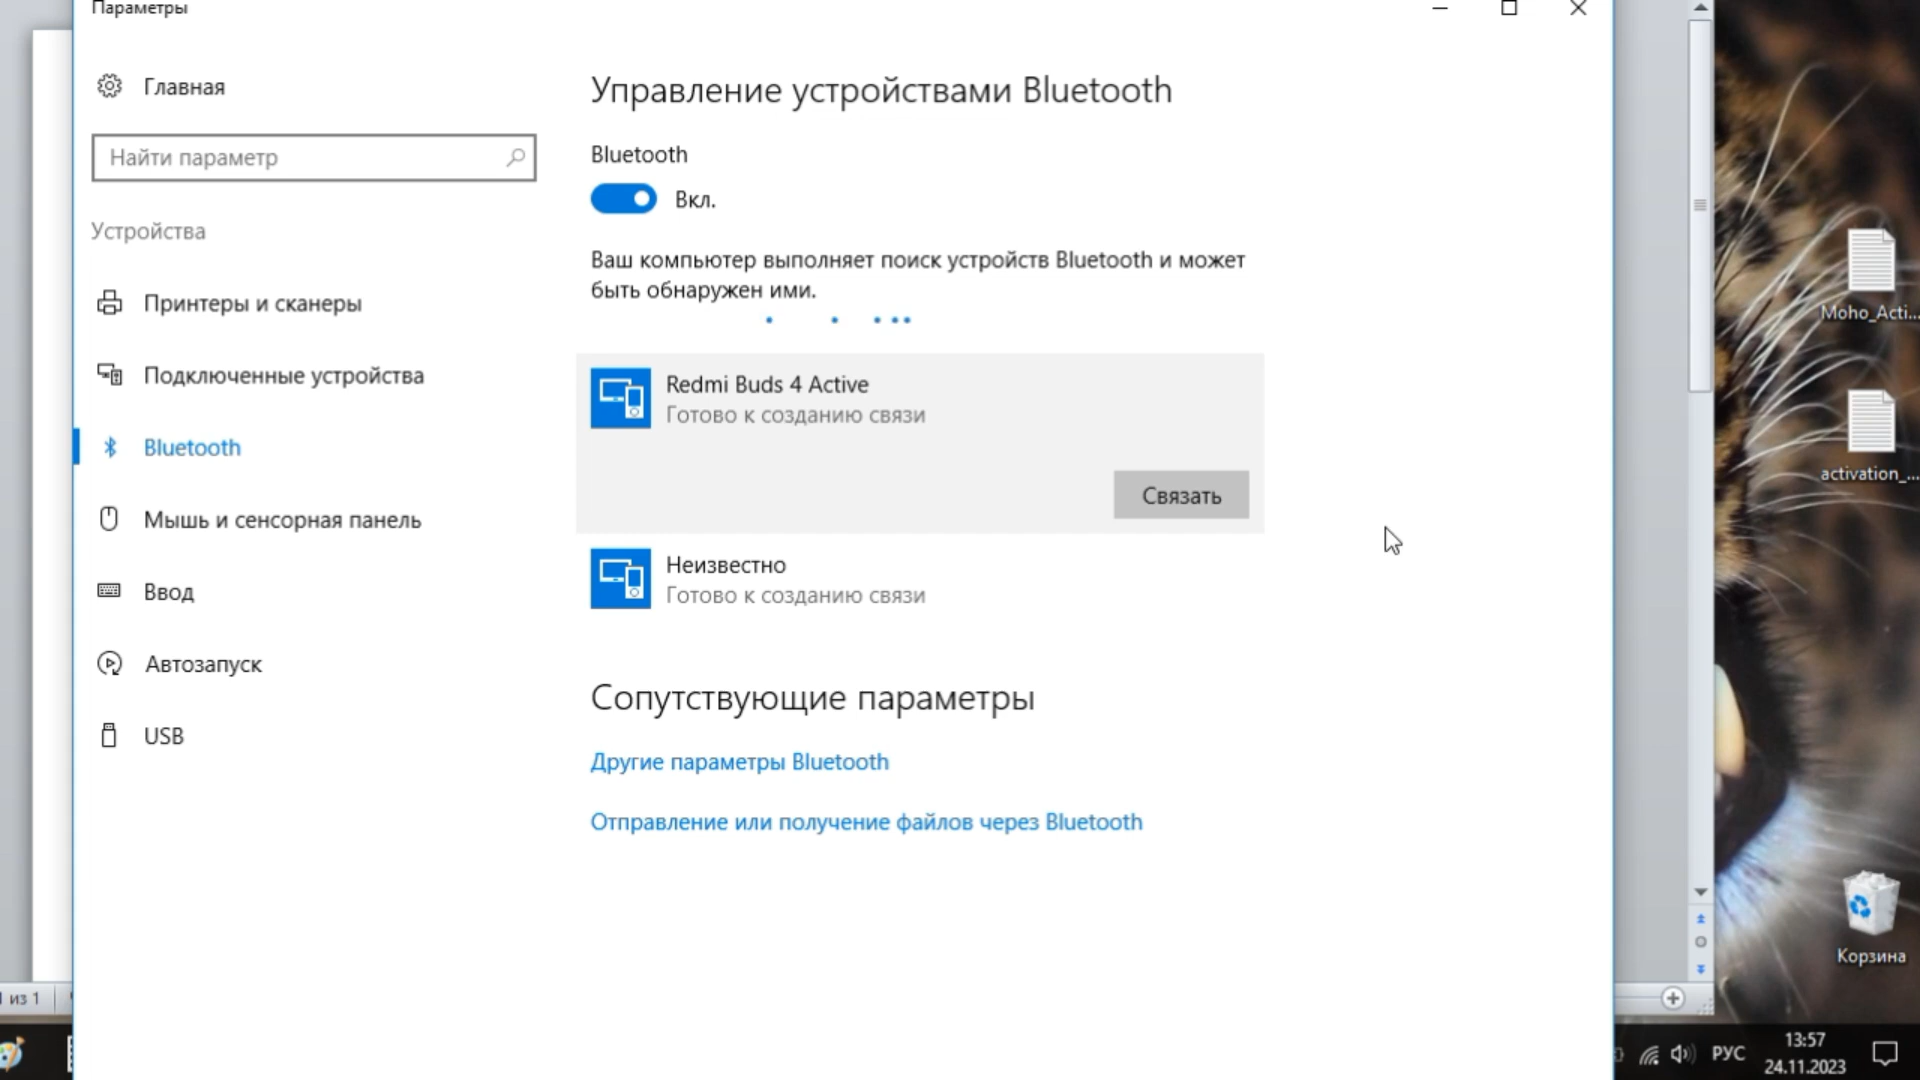 Параметры
Главная
Найти параметр
Устройства
Принтеры и сканеры
Подключенные устройства
Bluetooth
Мышь и сенсорная панель
Ввод
Автозапуск
USB
Управление устройствами Bluetooth
Bluetooth
Вкл.
Ваш компьютер выполняет поиск устройств Bluetooth и может
быть обнаружен ими.
Redmi Buds 4 Active
Готово к созданию связи
Связать
Неизвестно
Готово к созданию связи
Сопутствующие параметры
Другие параметры Bluetooth
Отправление или получение файлов через Bluetooth
Moho_Acti...
activation_...
Корзина
из 1
РУС
13:57
24.11.2023